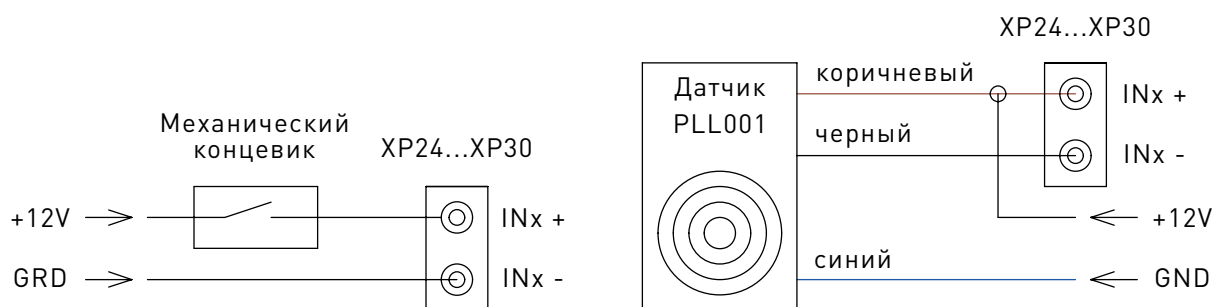 Механический
концевик
XP24...XP30
+12V
INx +
GRD
INx -
XP24...XP30
Датчик
PLL001
коричневый
INx +
черный
INx -
+12V
синий
GND